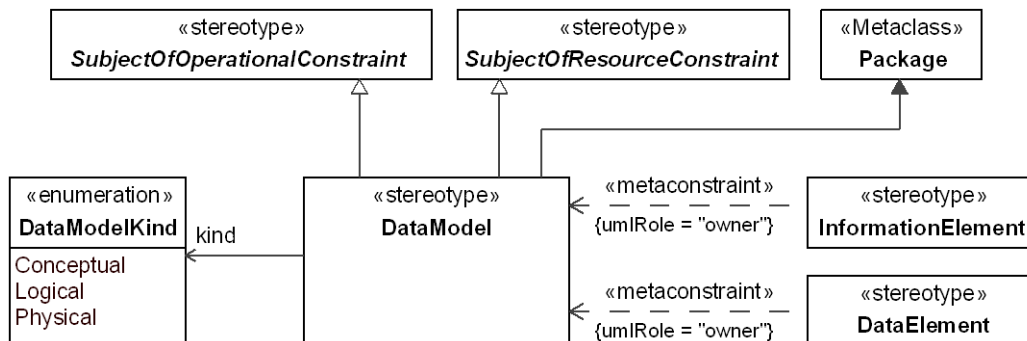 «stereotype»
SubjectOfOperationalConstraint
«stereotype»
SubjectOfResourceConstraint
«Metaclass»
Package
«enumeration»
DataModelKind
Conceptual
Logical
Physical
kind
«stereotype»
DataModel
«metaconstraint»
{umlRole = "owner"}
«stereotype»
InformationElement
«metaconstraint»
{umlRole = "owner"}
«stereotype»
DataElement